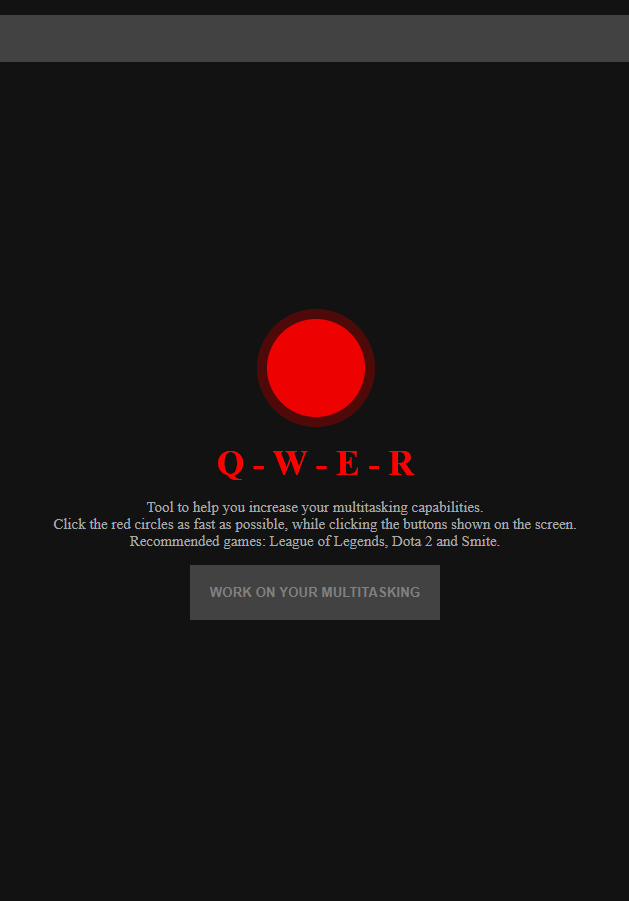 Q - W - E - R
Tool to help you increase your multitasking capabilities.
Click the red circles as fast as possible, while clicking the buttons shown on the screen.
Recommended games: League of Legends, Dota 2 and Smite.
WORK ON YOUR MULTITASKING